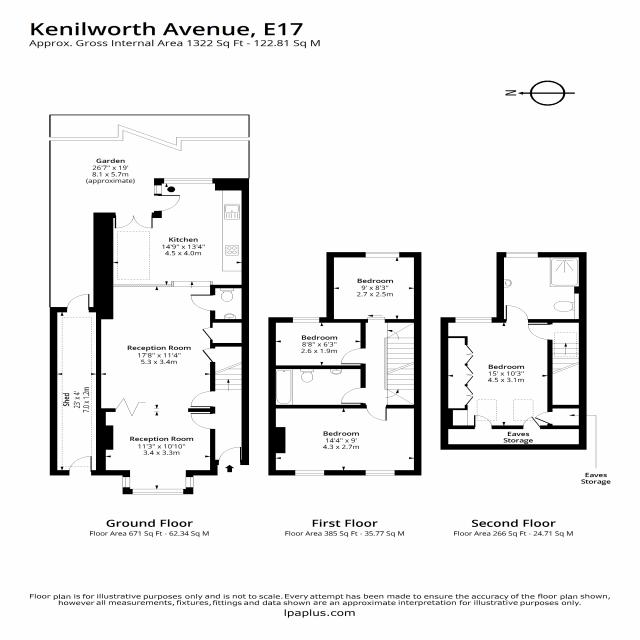 Kenilworth Avenue, E17
Approx. Gross Internal Area 1322 Sq Ft - 122.81 Sq M
N
Garden
26'7" x 19'
8.1 x 5.7m
(approximate)
Kitchen
14'9" x 13'4"
4.5 x 4.0m
Reception Room
17'8" x 11'4"
5.3 x 3.4m
Shed
23' x 4'
7.0 x 1.2m
Reception Room
11'3" x 10'10"
3.4 x 3.3m
Bedroom
9' x 8'3"
2.7 x 2.5m
Bedroom
8'8" x 6'3"
2.6 x 1.9m
Bedroom
14'4" x 9'
4.3 x 2.7m
Bedroom
15' x 10'3"
4.5 x 3.1m
Eaves
Storage
Eaves
Storage
Ground Floor
Floor Area 671 Sq Ft - 62.34 Sq M
First Floor
Floor Area 385 Sq Ft - 35.77 Sq M
Second Floor
Floor Area 266 Sq Ft - 24.71 Sq M
Floor plan is for illustrative purposes only and is not to scale. Every attempt has been made to ensure the accuracy of the floor plan shown,
however all measurements, fixtures, fittings and data shown are an approximate interpretation for illustrative purposes only.
lpaplus.com